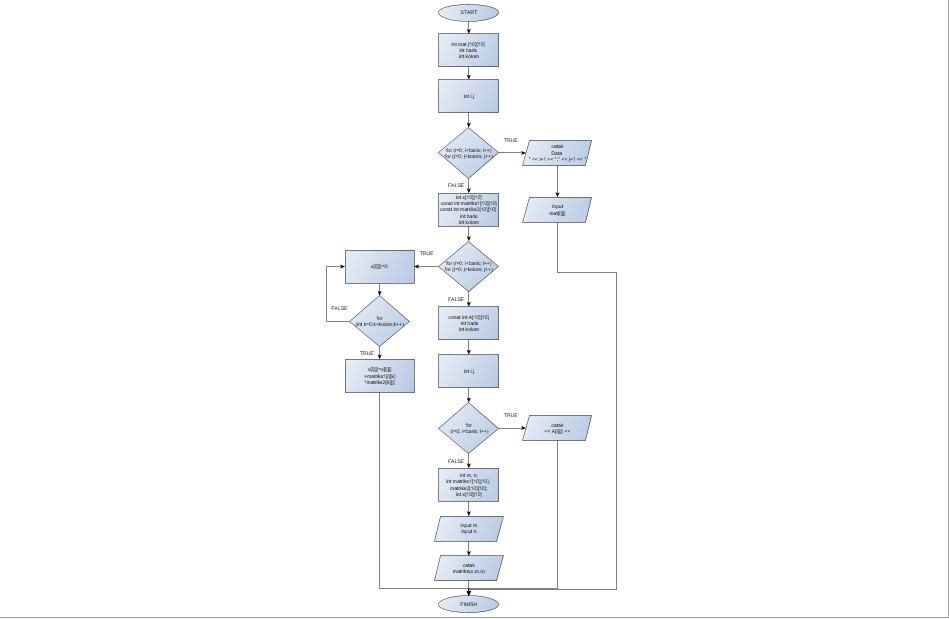 START
int mat [10][10]
int baris
int kolom
int i,j
for (i=0; i<baris; i++)
for (j=0; j<kolom; j++)
TRUE
cetak
Data
" << i+1 << "," << j+1 << "
FALSE
input
mat[i][j]
int x[10][10]
const int matriks1[10][10]
const int matriks2[10][10]
int baris
int kolom
for (i=0; i<baris; i++)
for (j=0; j<kolom; j++)
TRUE
x[i][j]=0;
FALSE
for
(int k=0;k<kolom;k++)
FALSE
TRUE
x[i][j]=x[i][j]
+matriks1[i][k]
*matriks2[k][j]
const int A[10][10]
int baris
int kolom
int i,j
for
(i=0; i<baris; i++)
TRUE
cetak
<< A[i][j] <<
FALSE
int m, n;
int matriks1[10][10],
matriks2[10][10];
int x[10][10]
input m
input n
cetak
matriks(x,m,n)
FINISH